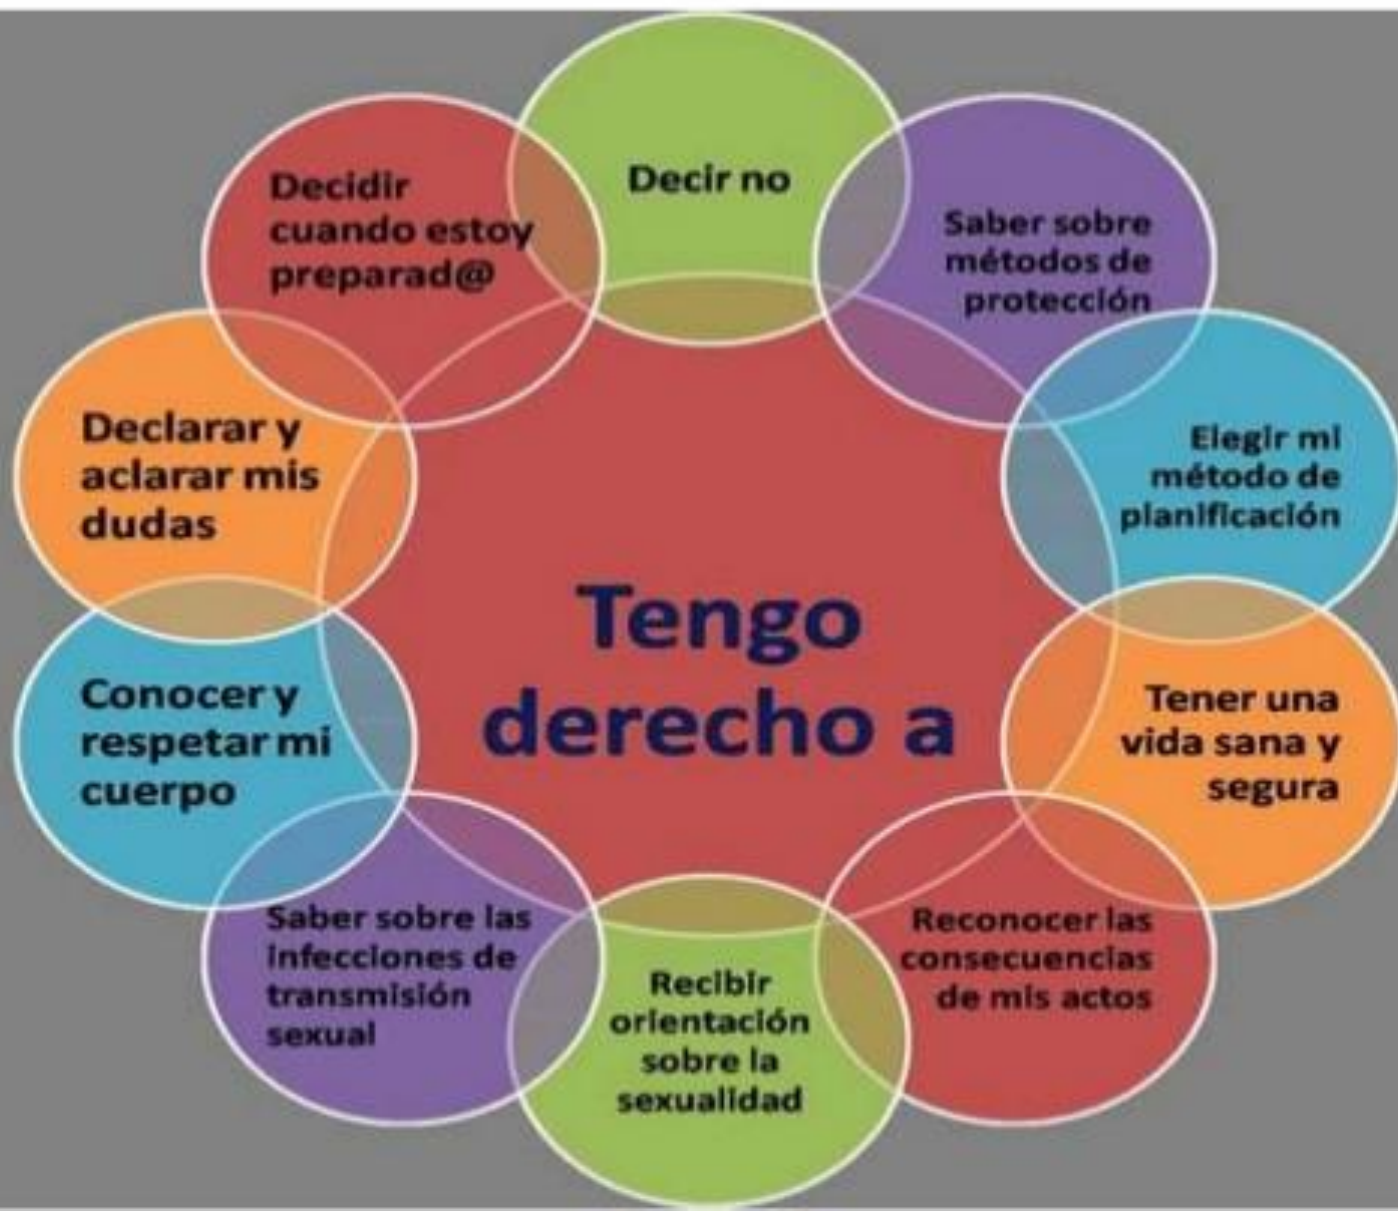 Tengo
derecho a
Decir no
Saber sobre
métodos de
protección
Elegir mi
método de
planificación
Tener una
vida sana y
segura
Reconocer las
consecuencias
de mis actos
Recibir
orientación
sobre la
sexualidad
Saber sobre las
infecciones de
transmisión
sexual
Conocer y
respetar mi
cuerpo
Declarar y
aclarar mis
dudas
Decidir
cuando estoy
preparad@